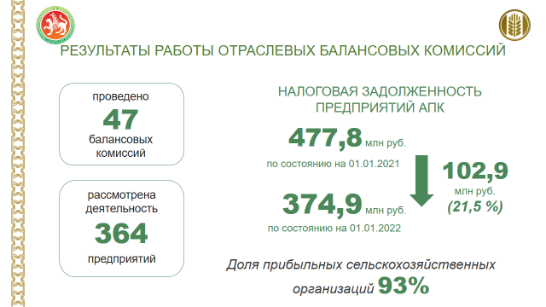 РЕЗУЛЬТАТЫ РАБОТЫ ОТРАСЛЕВЫХ БАЛАНСОВЫХ КОМИССИЙ
проведено
47
балансовых
комиссий
рассмотрена
деятельность
364
предприятий
НАЛОГОВАЯ ЗАДОЛЖЕННОСТЬ
ПРЕДПРИЯТИЙ АПК
477,8 млн руб.
по состоянию на 01.01.2021
102,9
млн руб.
(21,5 %)
374,9 млн руб.
по состоянию на 01.01.2022
Доля прибыльных сельскохозяйственных
организаций 93%